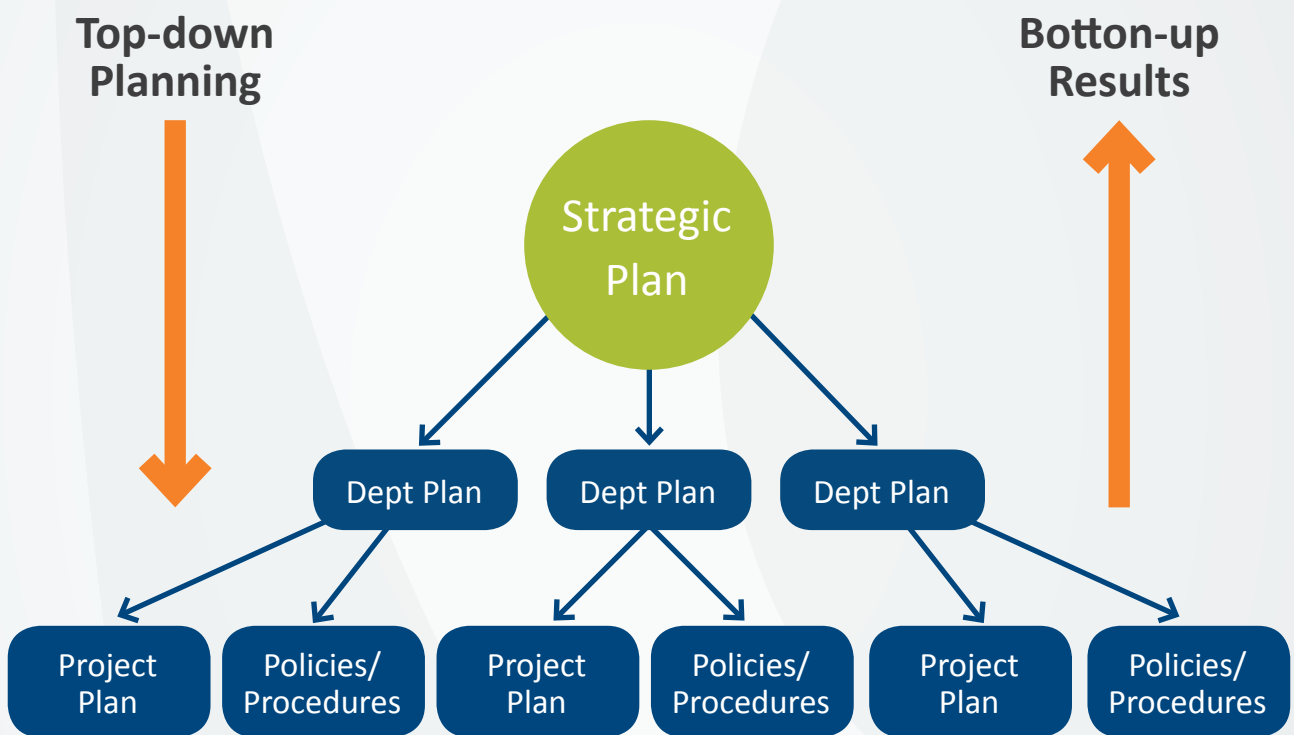 Top-down
Planning
Botton-up
Results
Strategic
Plan
Dept Plan
Dept Plan
Dept Plan
Project
Plan
Policies/
Procedures
Project
Plan
Policies/
Procedures
Project
Plan
Policies/
Procedures